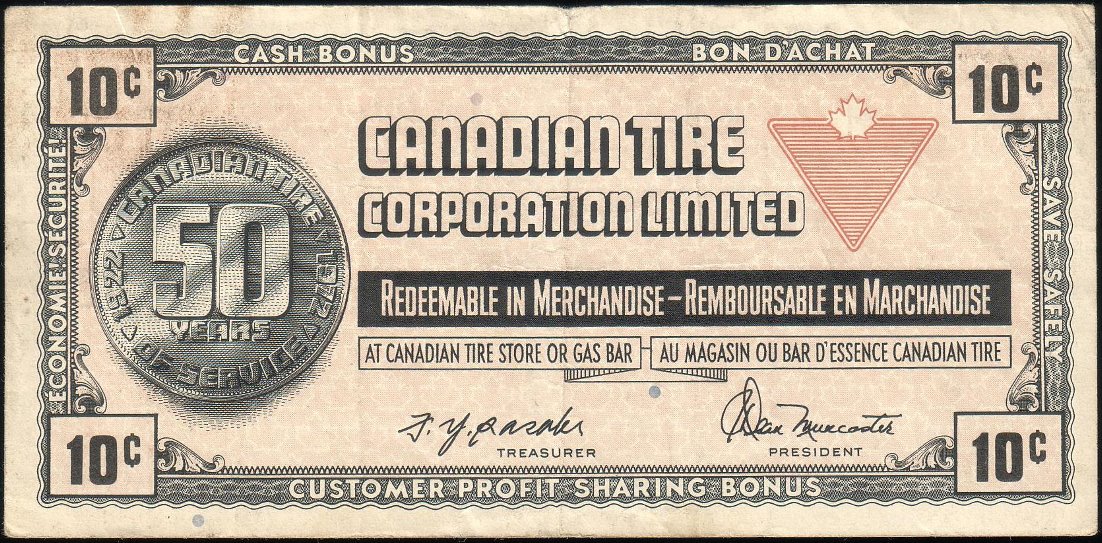 CASH BONUS BON D'ACHAT
10¢ 10¢
CANADIAN TIRE
CORPORATION LIMITED
CANADIAN TIRE
1922 1972
50
YEARS
OF SERVICE
ECONOMIE! SECURITE!
SAVE SAFELY
REDEEMABLE IN MERCHANDISE – REMBOURSABLE EN MARCHANDISE
AT CANADIAN TIRE STORE OR GAS BAR AU MAGASIN OU BAR D'ESSENCE CANADIAN TIRE
Dean Muncaster
TREASURER PRESIDENT
10¢ 10¢
CUSTOMER PROFIT SHARING BONUS